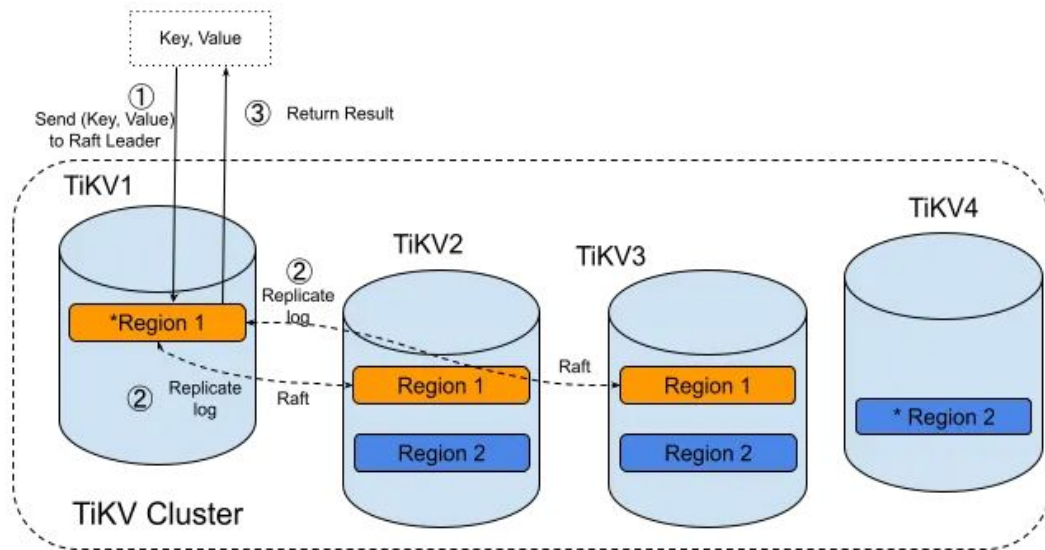 Key, Value
①
Send (Key, Value)
to Raft Leader
③ Return Result
TiKV1
TiKV2
TiKV3
TiKV4
*Region 1
②
Replicate
log
②
Replicate
log
Raft
Raft
Region 1
Region 1
Region 2
Region 2
* Region 2
TiKV Cluster